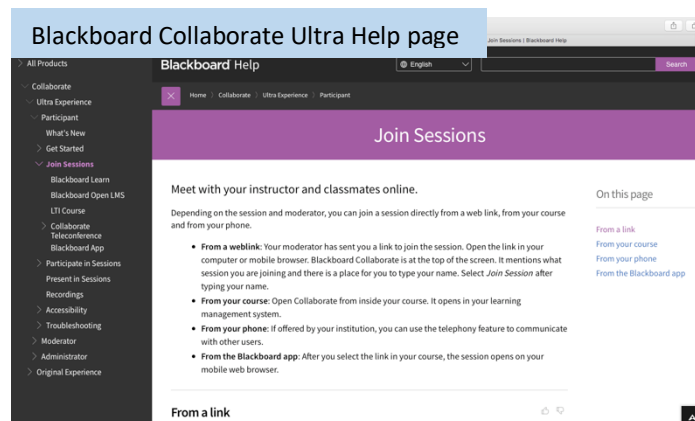 Blackboard Collaborate Ultra Help page
Join Sessions | Blackboard Help
All Products
Blackboard Help
English
Search
Collaborate
Ultra Experience
Participant
What's New
Get Started
Join Sessions
Blackboard Learn
Blackboard Open LMS
LTI Course
Collaborate
Teleconference
Blackboard App
Participate in Sessions
Present in Sessions
Recordings
Accessibility
Troubleshooting
Moderator
Administrator
Original Experience
Home > Collaborate > Ultra Experience > Participant
Join Sessions
Meet with your instructor and classmates online.
Depending on the session and moderator, you can join a session directly from a web link, from your course
and from your phone.
• From a weblink: Your moderator has sent you a link to join the session. Open the link in your
computer or mobile browser. Blackboard Collaborate is at the top of the screen. It mentions what
session you are joining and there is a place for you to type your name. Select Join Session after
typing your name.
• From your course: Open Collaborate from inside your course. It opens in your learning
management system.
• From your phone: If offered by your institution, you can use the telephony feature to communicate
with other users.
• From the Blackboard app: After you select the link in your course, the session opens on your
mobile web browser.
From a link
On this page
From a link
From your course
From your phone
From the Blackboard app